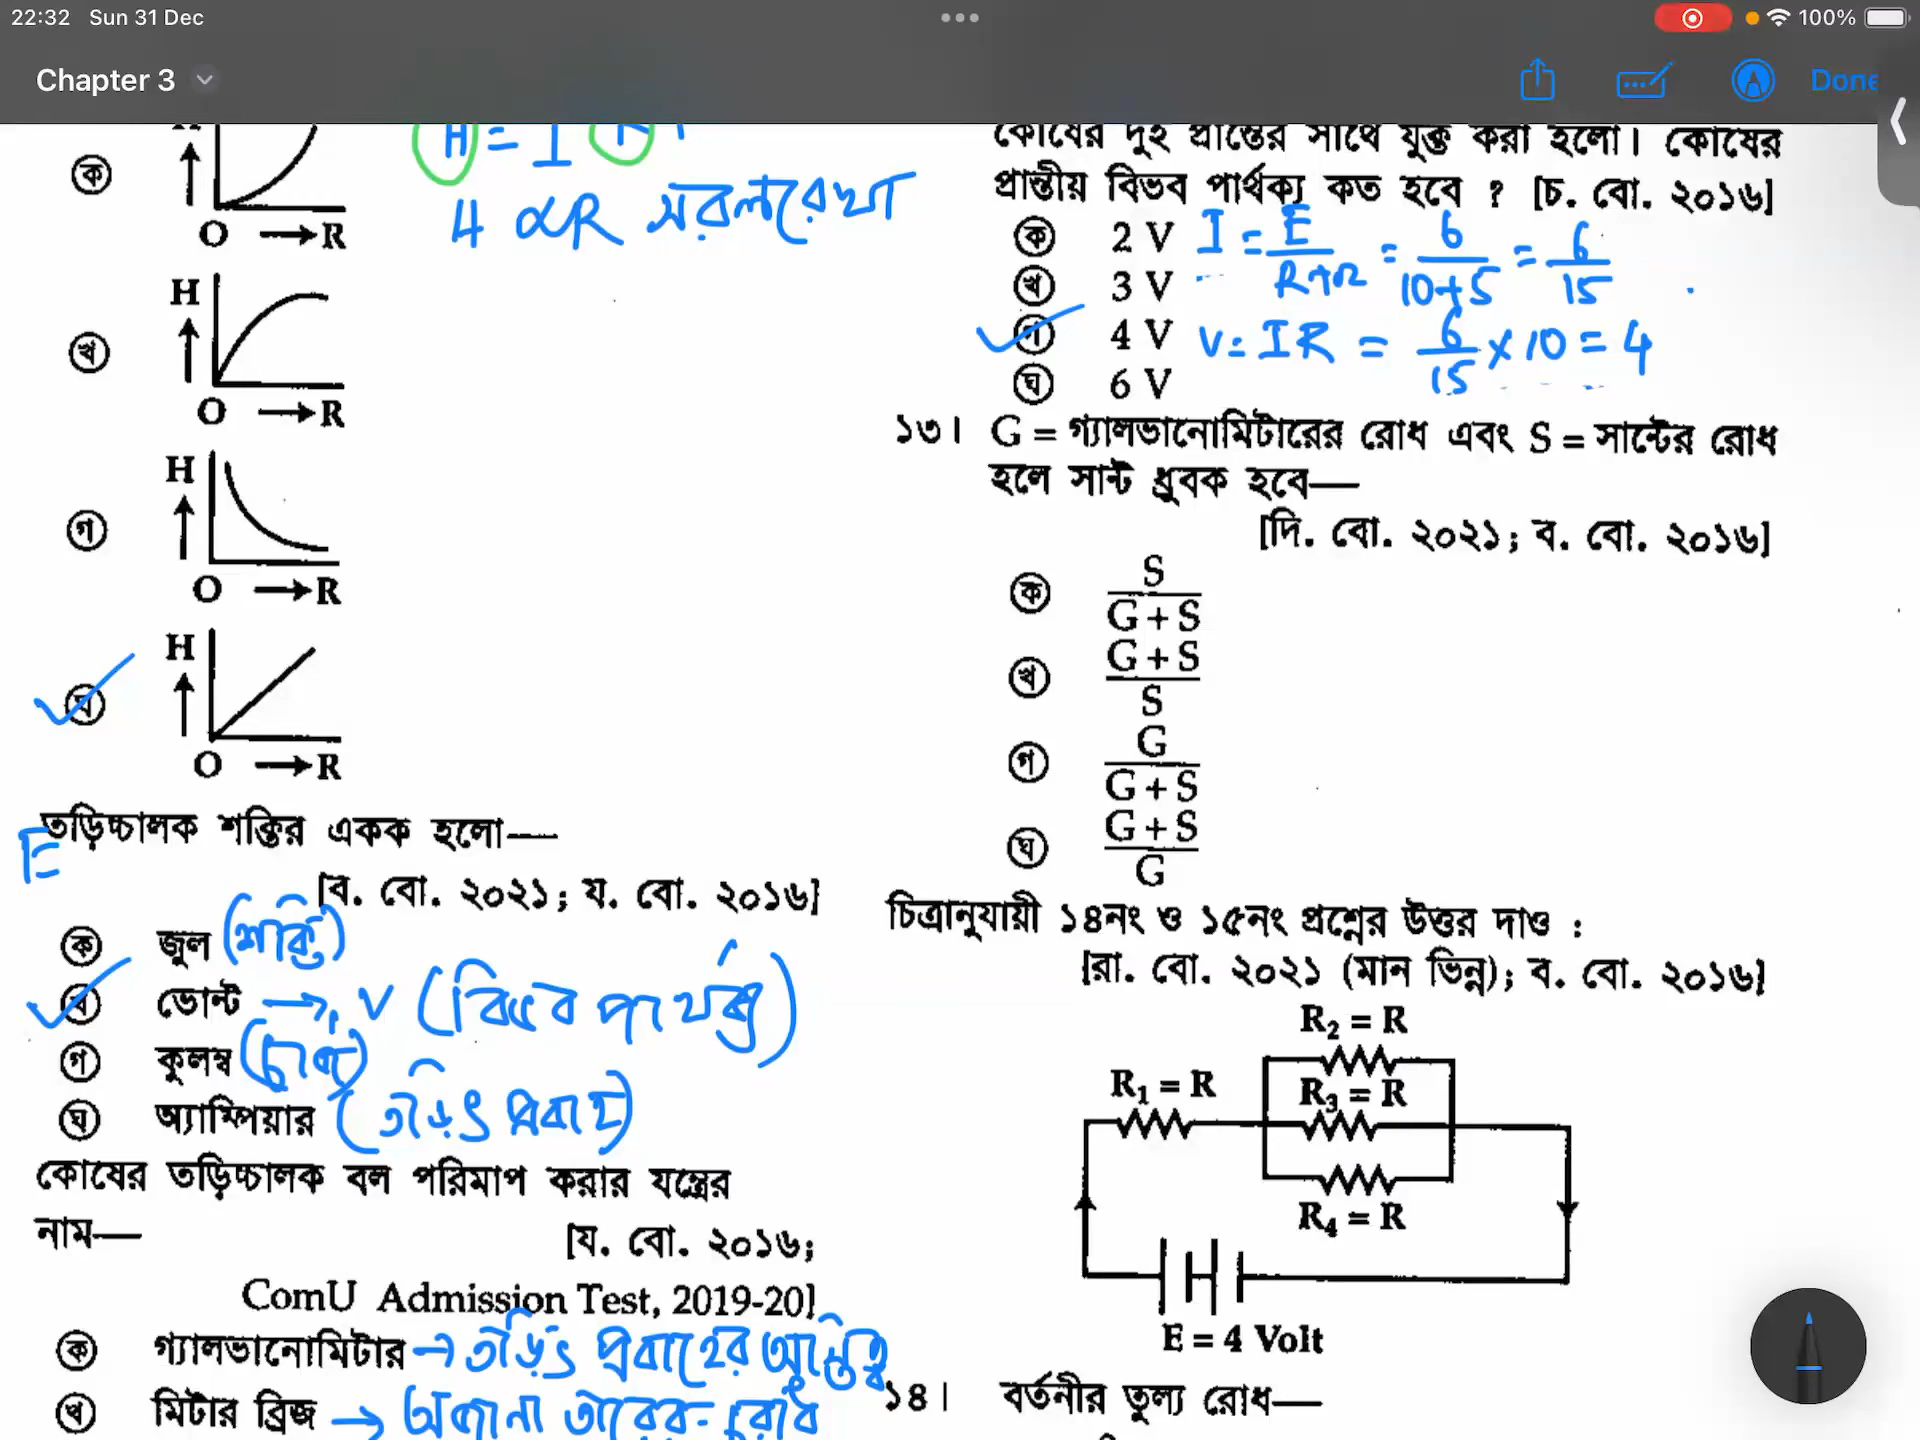 22:32 Sun 31 Dec
100%
Chapter 3
Done
ক
O → R
H ∝ R সরলরেখা
H
খ
O → R
H
গ
O → R
H
ঘ
O → R
তড়িচ্চালক শক্তির একক হলো—
E
[ব. বো. ২০২১; য. বো. ২০১৬]
ক জুল (শক্তি)
খ ভোল্ট → V (বিভব পার্থক্য)
গ কুলম্ব (চার্জ)
ঘ অ্যাম্পিয়ার (তড়িৎ প্রবাহ)
কোষের তড়িচ্চালক বল পরিমাপ করার যন্ত্রের
নাম— [য. বো. ২০১৬;
ComU Admission Test, 2019-20]
ক গ্যালভানোমিটার → তড়িৎ প্রবাহের অস্তিত্ব
খ মিটার ব্রিজ → অজানা তারের রোধ
কোষের দুই প্রান্তের সাথে যুক্ত করা হলো। কোষের
প্রান্তীয় বিভব পার্থক্য কত হবে ? [চ. বো. ২০১৬]
ক 2 V I = E/R+r = 6/10+5 = 6/15
খ 3 V
গ 4 V V = IR = 6/15 × 10 = 4
ঘ 6 V
১৩। G = গ্যালভানোমিটারের রোধ এবং S = সান্টের রোধ
হলে সান্ট ধ্রুবক হবে—
[দি. বো. ২০২১; ব. বো. ২০১৬]
ক S/G + S
খ G + S/S
গ G/G + S
ঘ G + S/G
চিত্রানুযায়ী ১৪নং ও ১৫নং প্রশ্নের উত্তর দাও :
[রা. বো. ২০২১ (মান ভিন্ন); ব. বো. ২০১৬]
R₂ = R
R₁ = R
R₃ = R
R₄ = R
E = 4 Volt
১৪। বর্তনীর তুল্য রোধ—